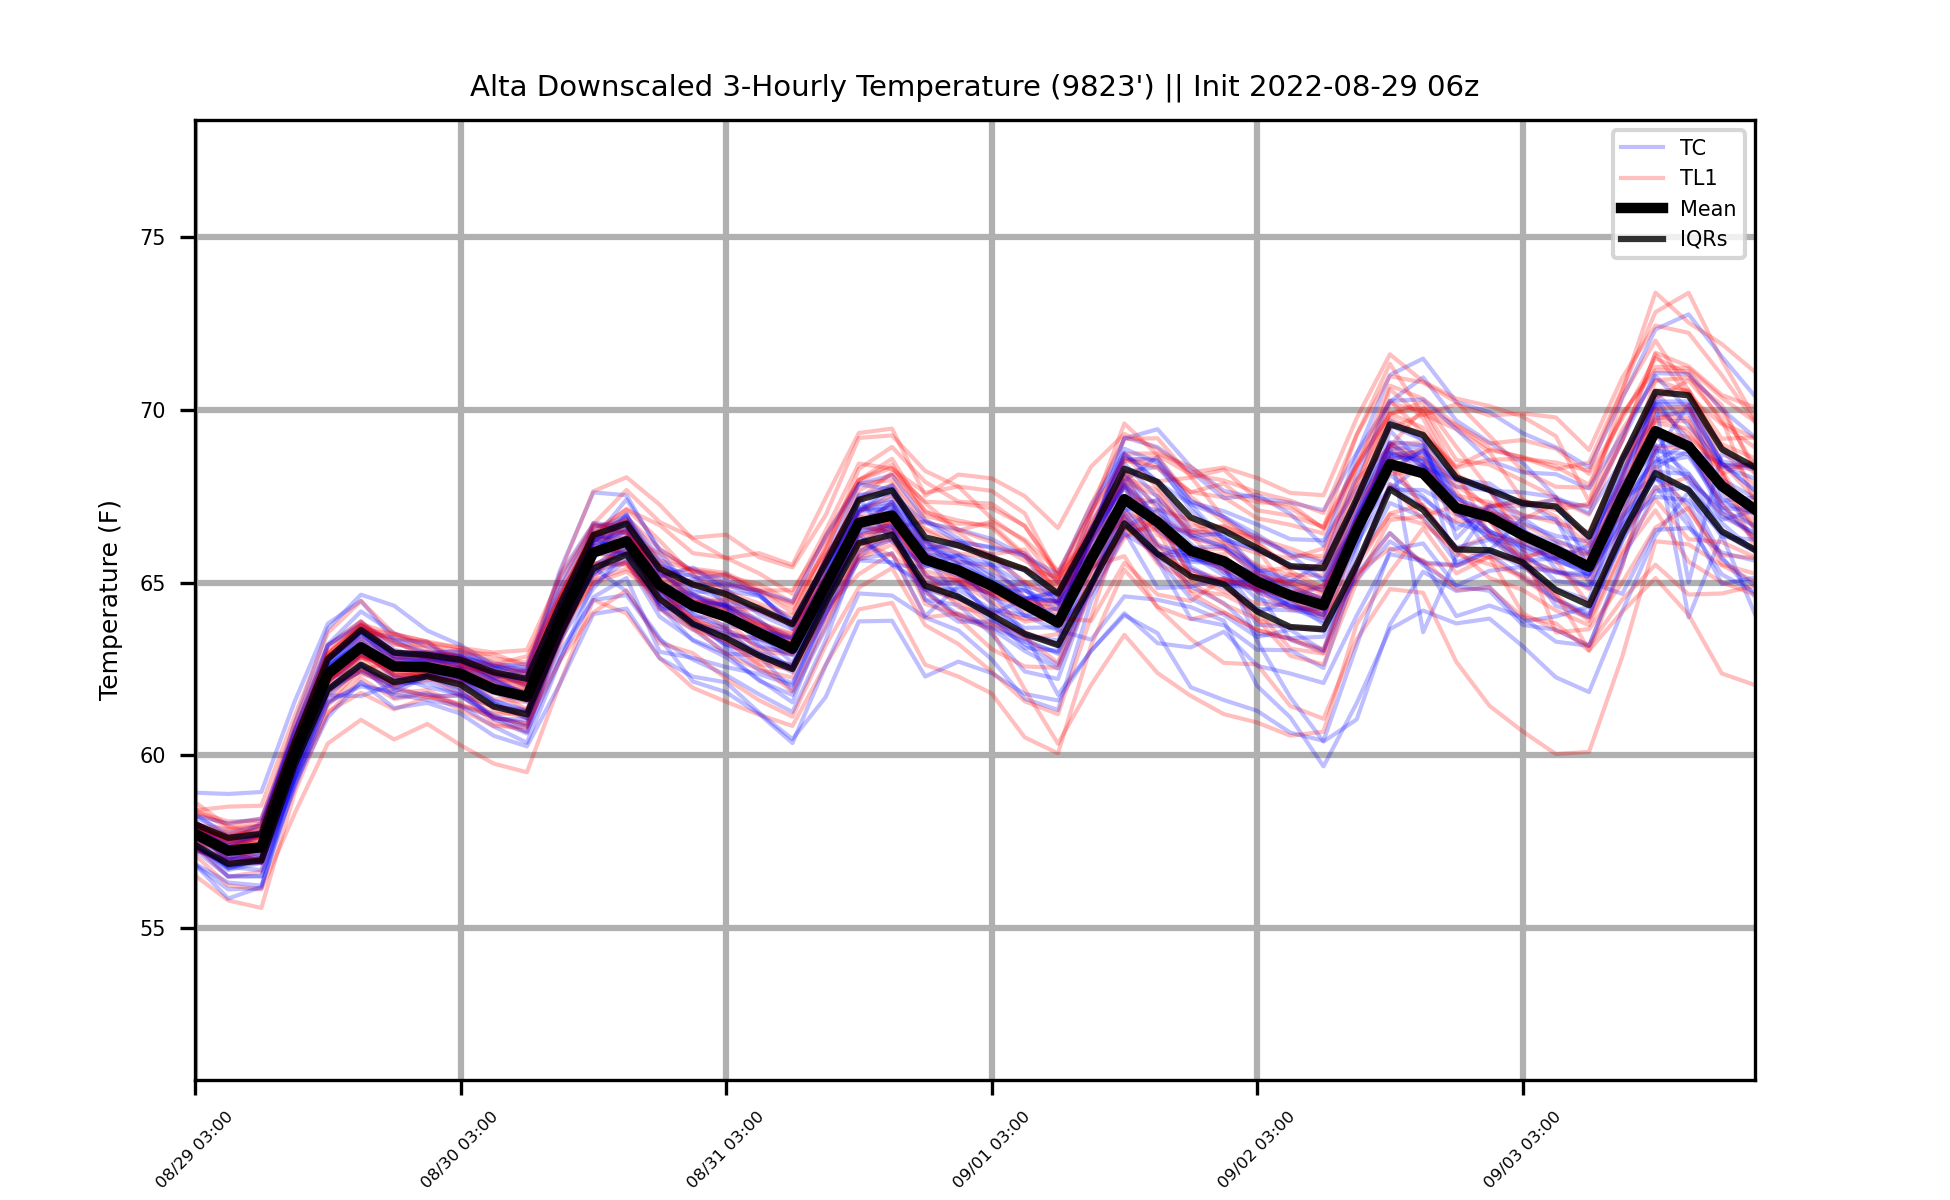 Alta Downscaled 3-Hourly Temperature (9823') || Init 2022-08-29 06z
TC
TL1
Mean
IQRs
Temperature (F)
75
70
65
60
55
08/29 03:00
08/30 03:00
08/31 03:00
09/01 03:00
09/02 03:00
09/03 03:00